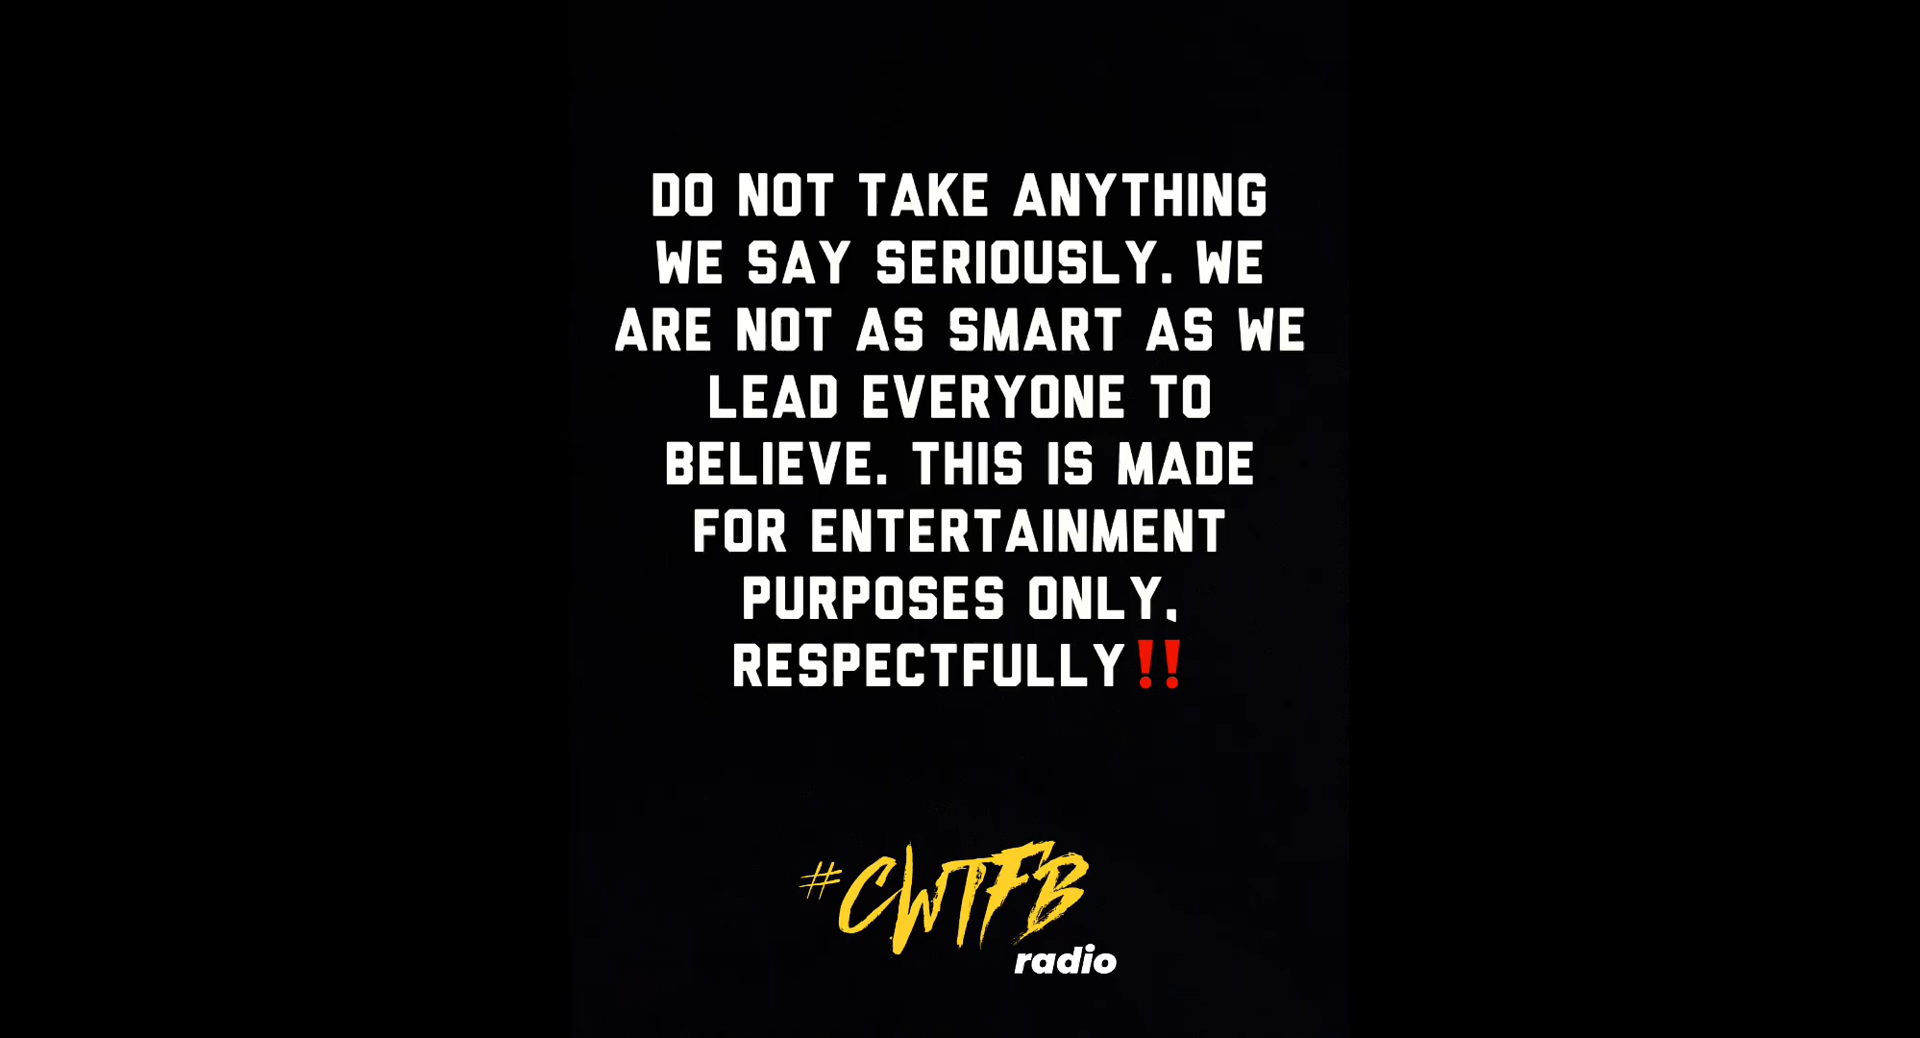 DO NOT TAKE ANYTHING
WE SAY SERIOUSLY. WE
ARE NOT AS SMART AS WE
LEAD EVERYONE TO
BELIEVE. THIS IS MADE
FOR ENTERTAINMENT
PURPOSES ONLY,
RESPECTFULLY‼️
#CWTFB
radio